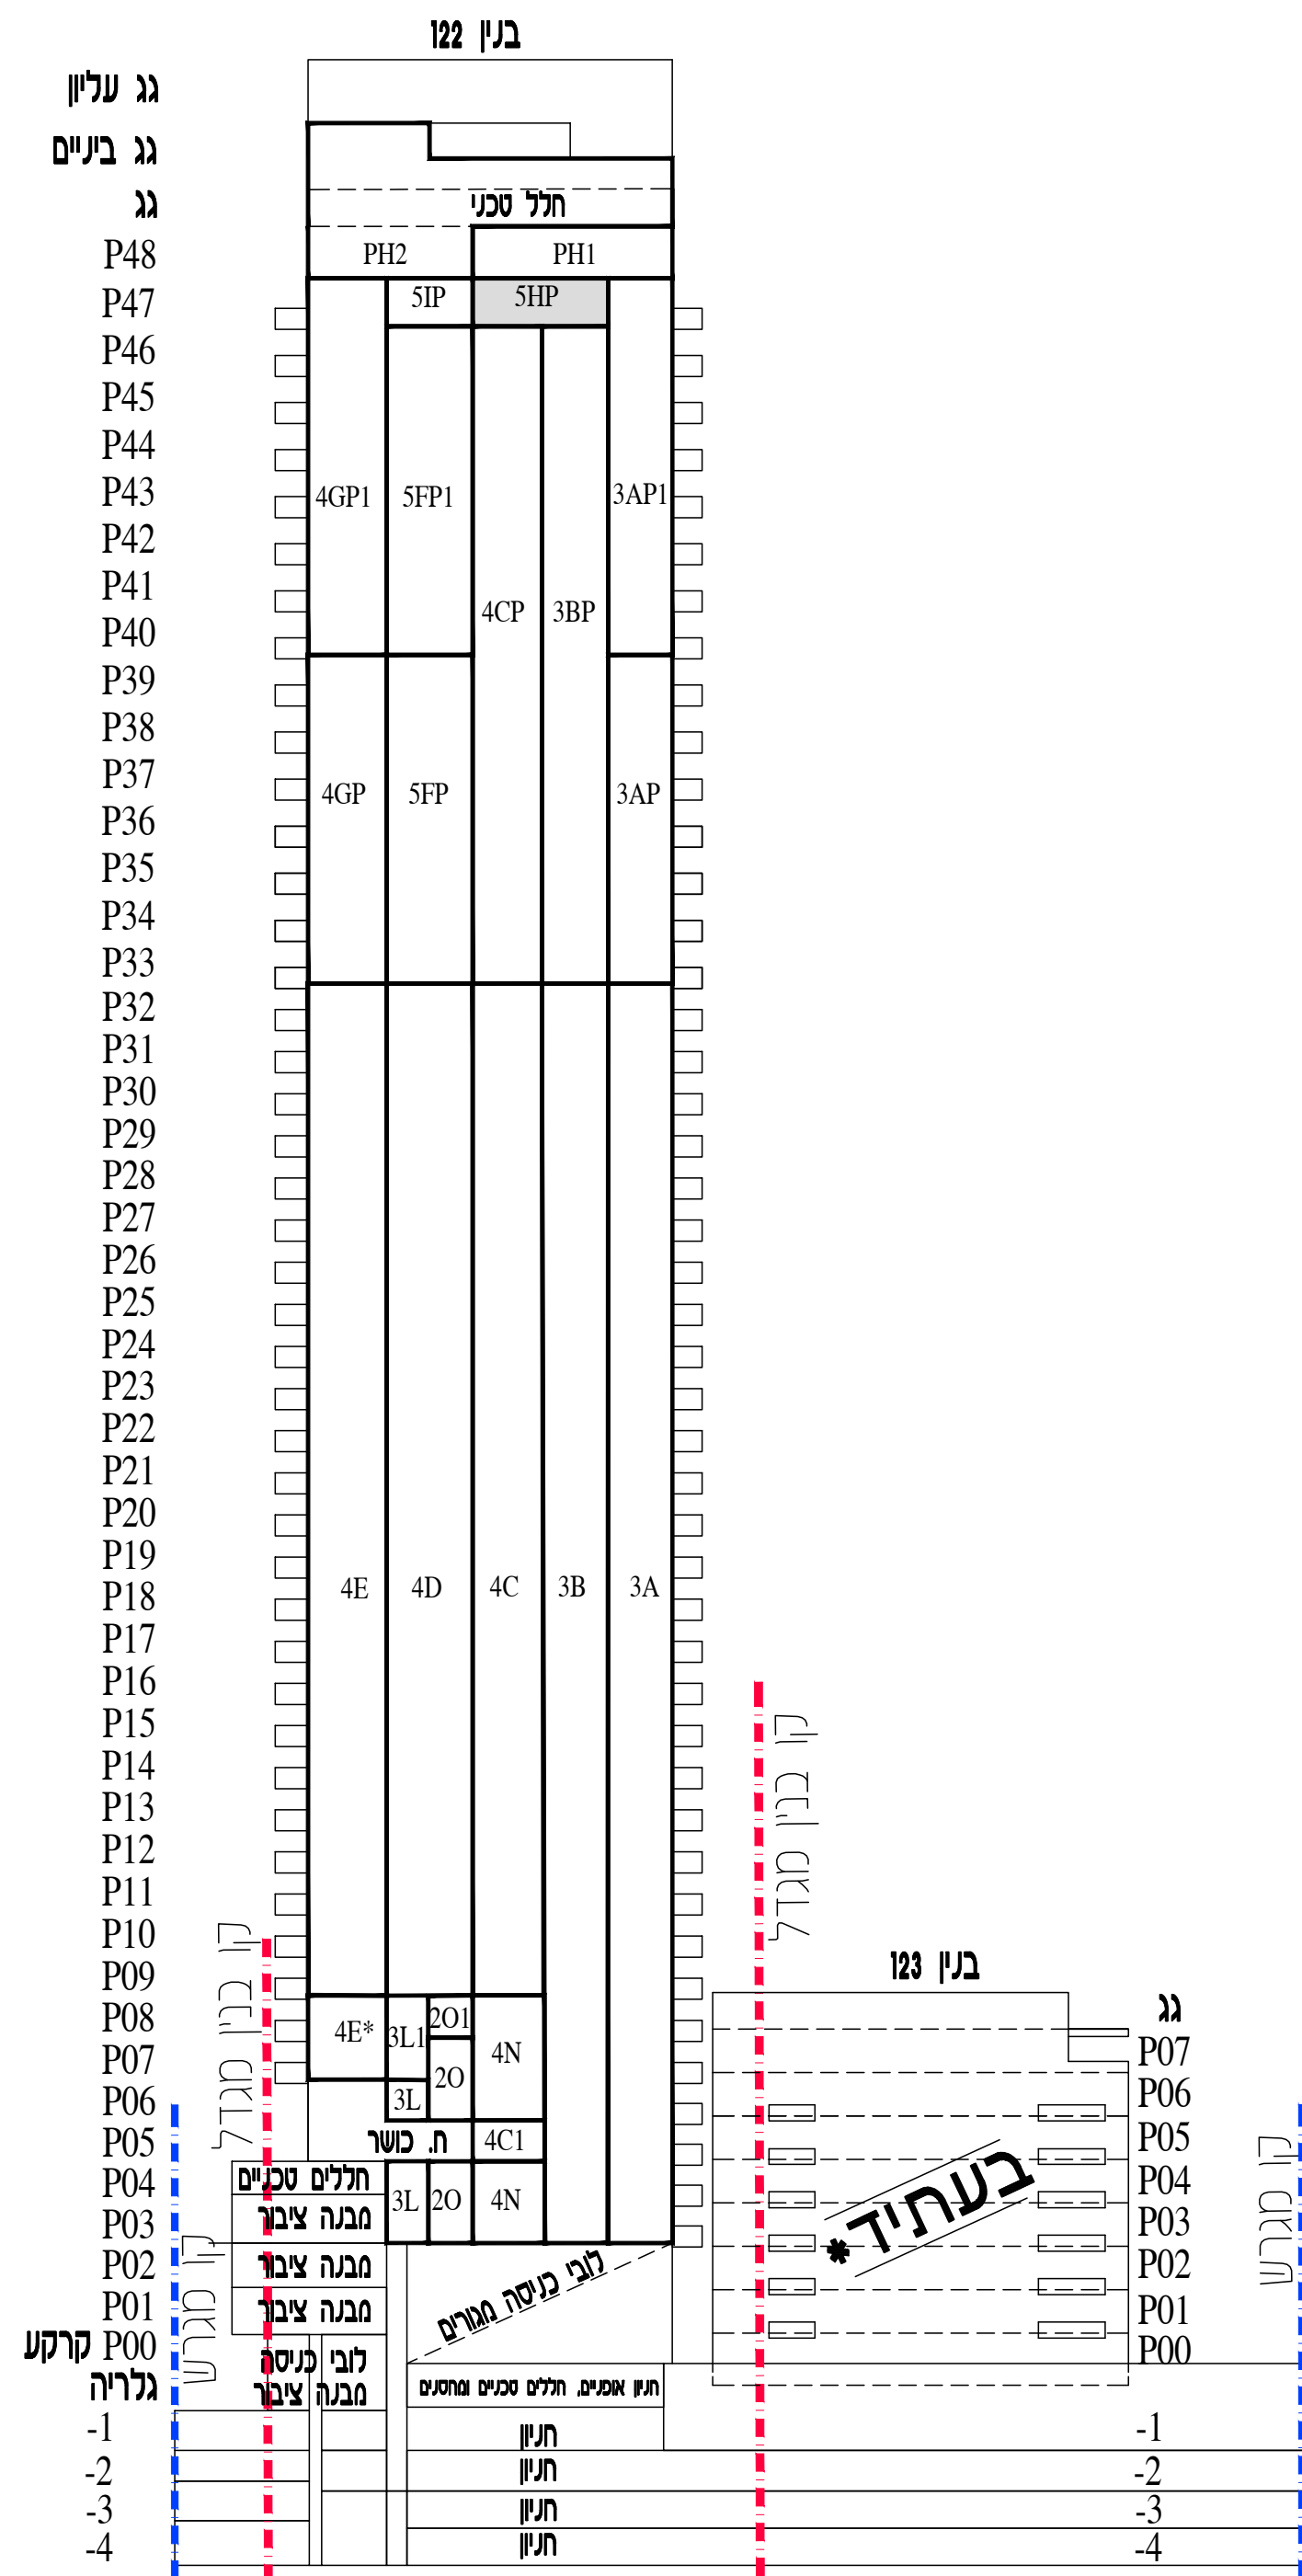 בנין 122
גג עליון
גג ביניים
גג
חלל טכני
P48
PH2
PH1
P47
5IP
5HP
P46
P45
P44
P43
4GP1
5FP1
3AP1
P42
P41
P40
4CP
3BP
P39
P38
P37
4GP
5FP
3AP
P36
P35
P34
P33
P32
P31
P30
P29
P28
P27
P26
P25
P24
P23
P22
P21
P20
P19
P18
4E
4D
4C
3B
3A
P17
P16
P15
P14
P13
P12
P11
P10
P09
P08
4E*
3L1
2O1
P07
2O
4N
P06
3L
P05
ח. כושר
4C1
P04
חללים טכניים
P03
מבנה ציבור
3L
2O
4N
P02
מבנה ציבור
P01
מבנה ציבור
לובי כניסה מגורים
קרקע P00
לובי כניסה
מבנה ציבור
גלריה
חניון אופניים, חללים טכניים ומחסנים
-1
חניון
-1
-2
חניון
-2
-3
חניון
-3
-4
חניון
-4
קו בנין מגדל
קו בנין מגדל
קו מגרש
קו מגרש
בנין 123
גג
P07
P06
P05
P04
P03
P02
P01
P00
בעתיד*